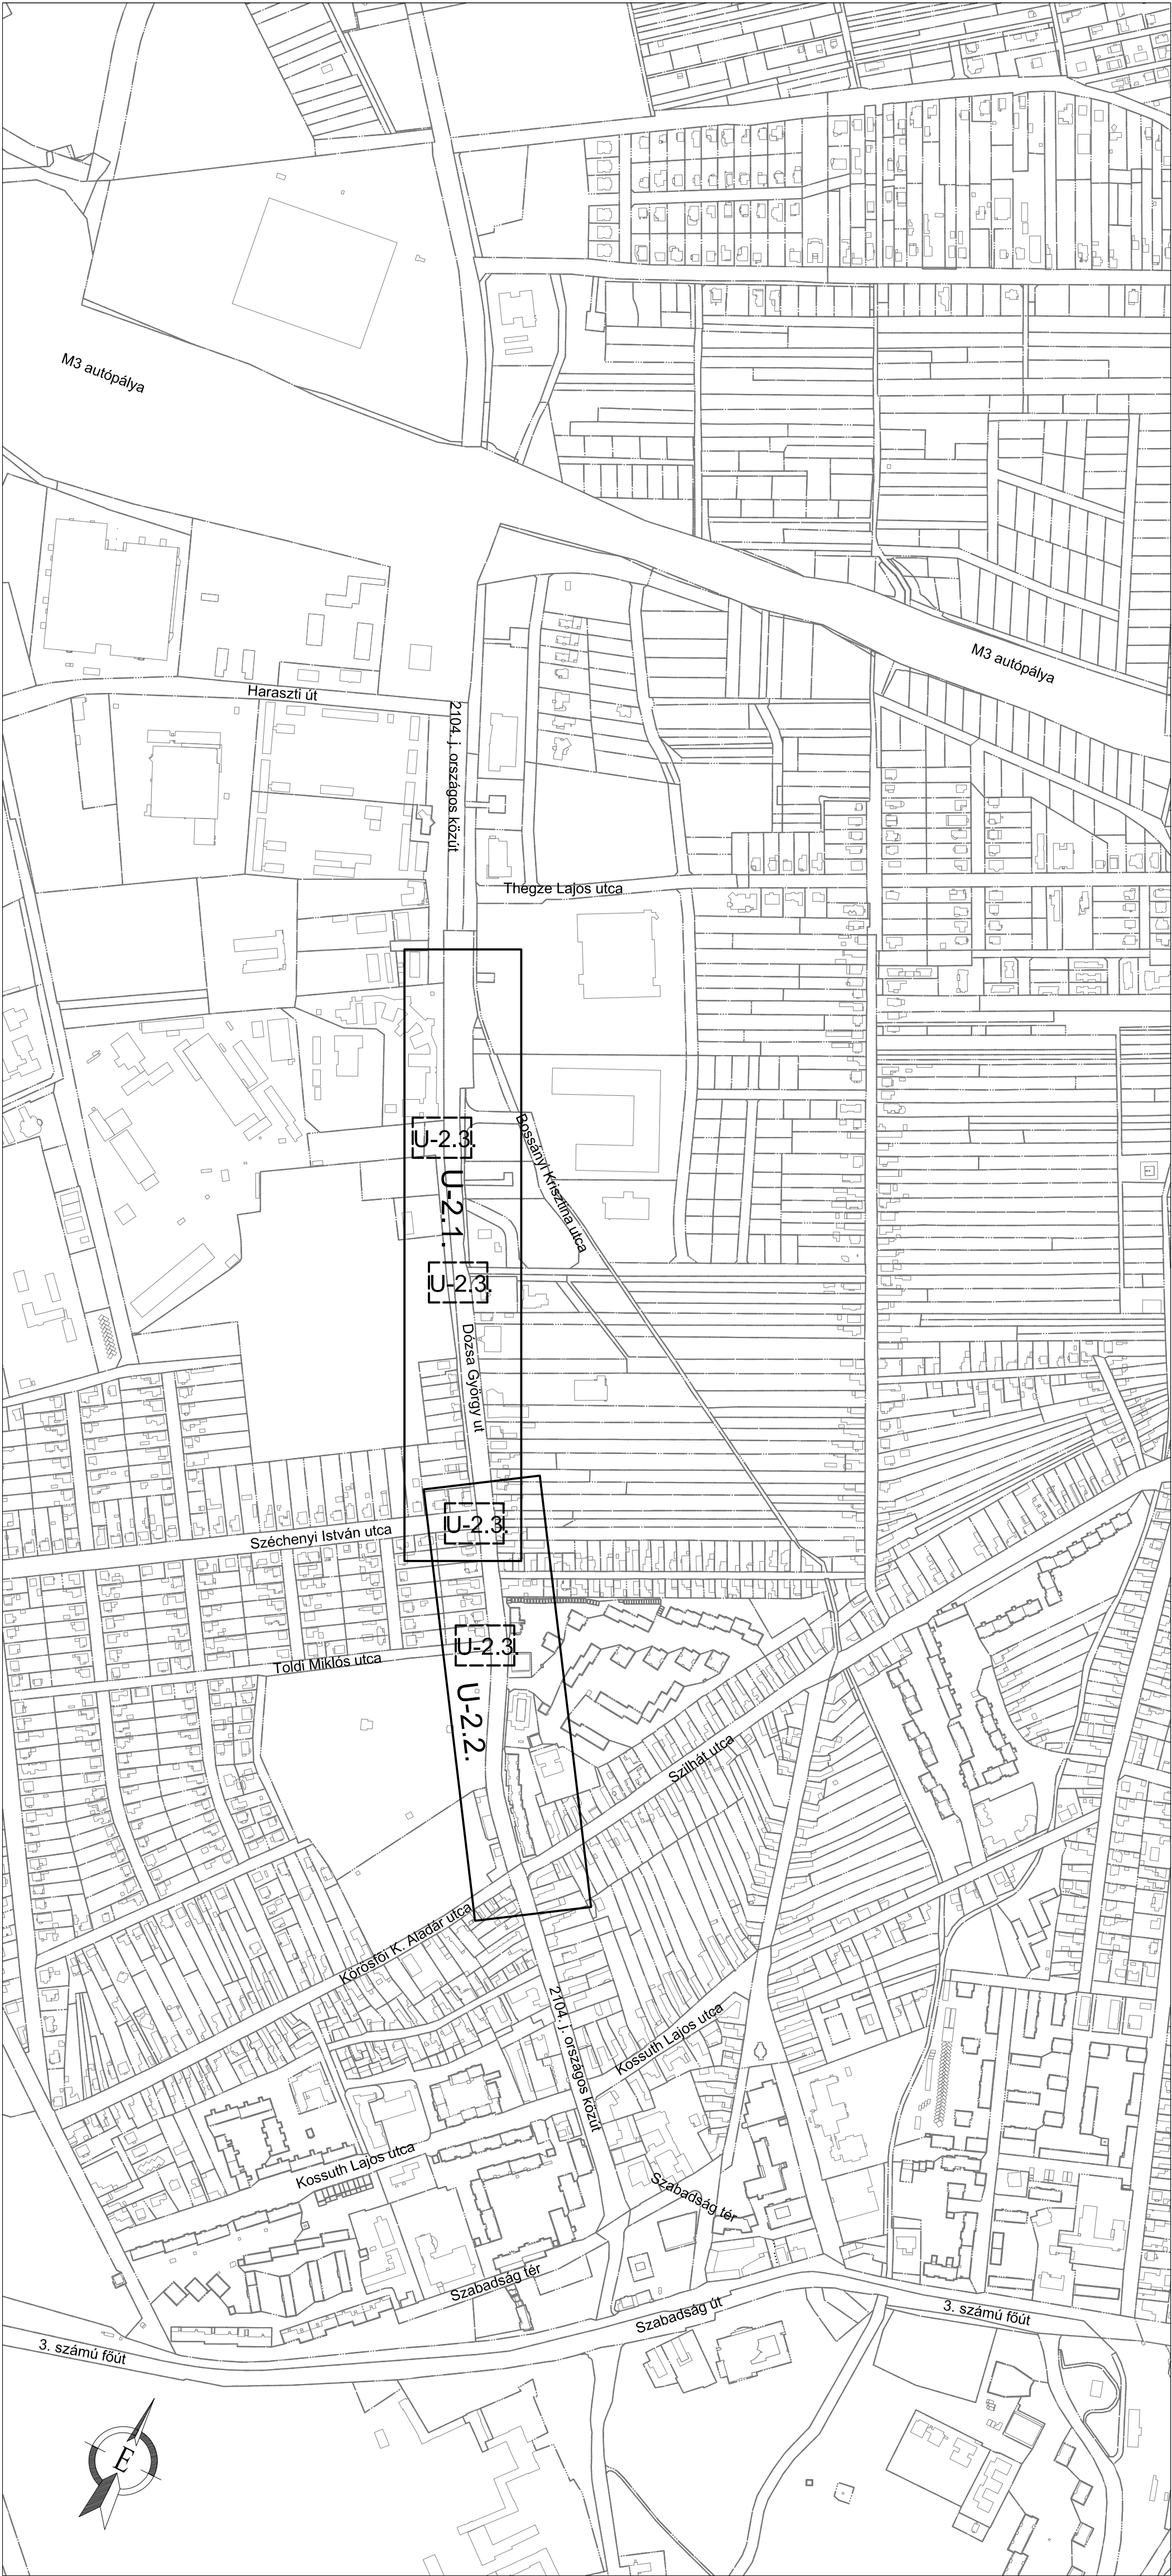 M3 autópálya
M3 autópálya
Haraszti út
2104. j. országos közút
Thegze Lajos utca
U-2.3.
Bossányi Krisztina utca
U-2.1.
U-2.3.
Dózsa György út
U-2.3.
Széchenyi István utca
U-2.3.
Toldi Miklós utca
U-2.2.
Szilhát utca
Körösfői K. Aladár utca
2104. j. országos közút
Kossuth Lajos utca
Kossuth Lajos utca
Szabadság tér
Szabadság tér
Szabadság út
3. számú főút
3. számú főút
É